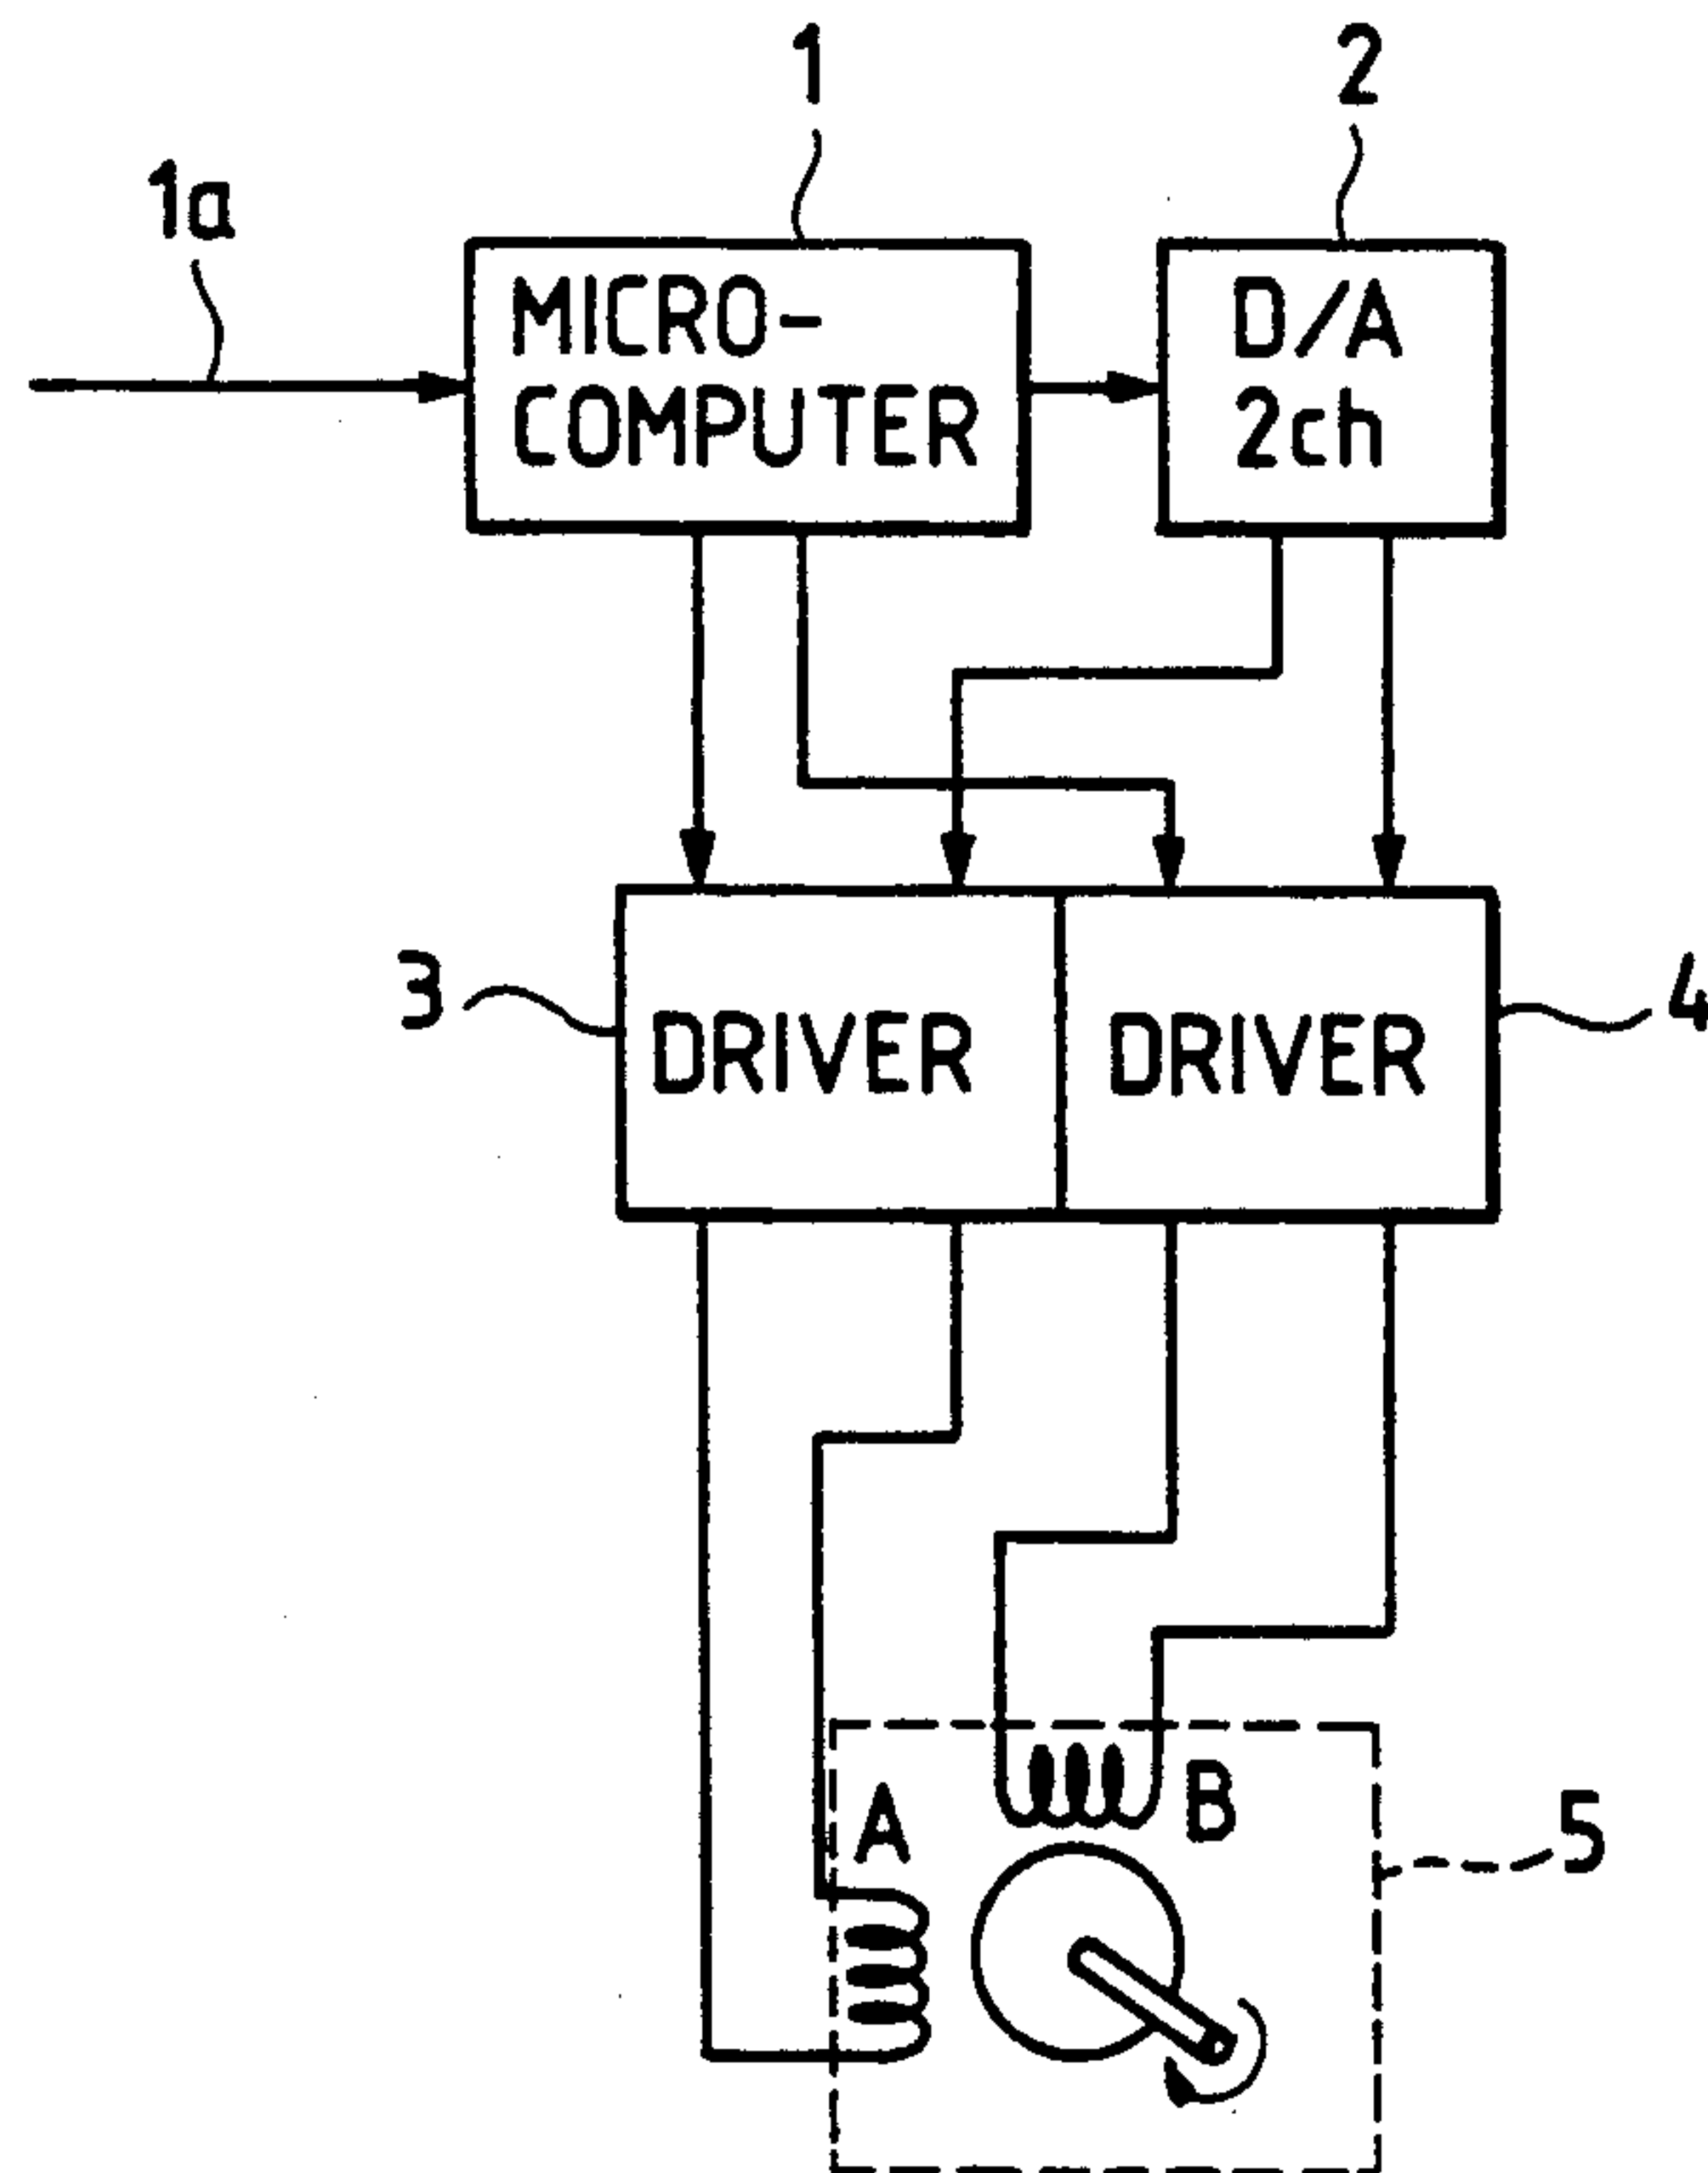 1
2
1a
MICRO-
COMPUTER
D/A
2ch
3
4
DRIVER
DRIVER
A
B
5